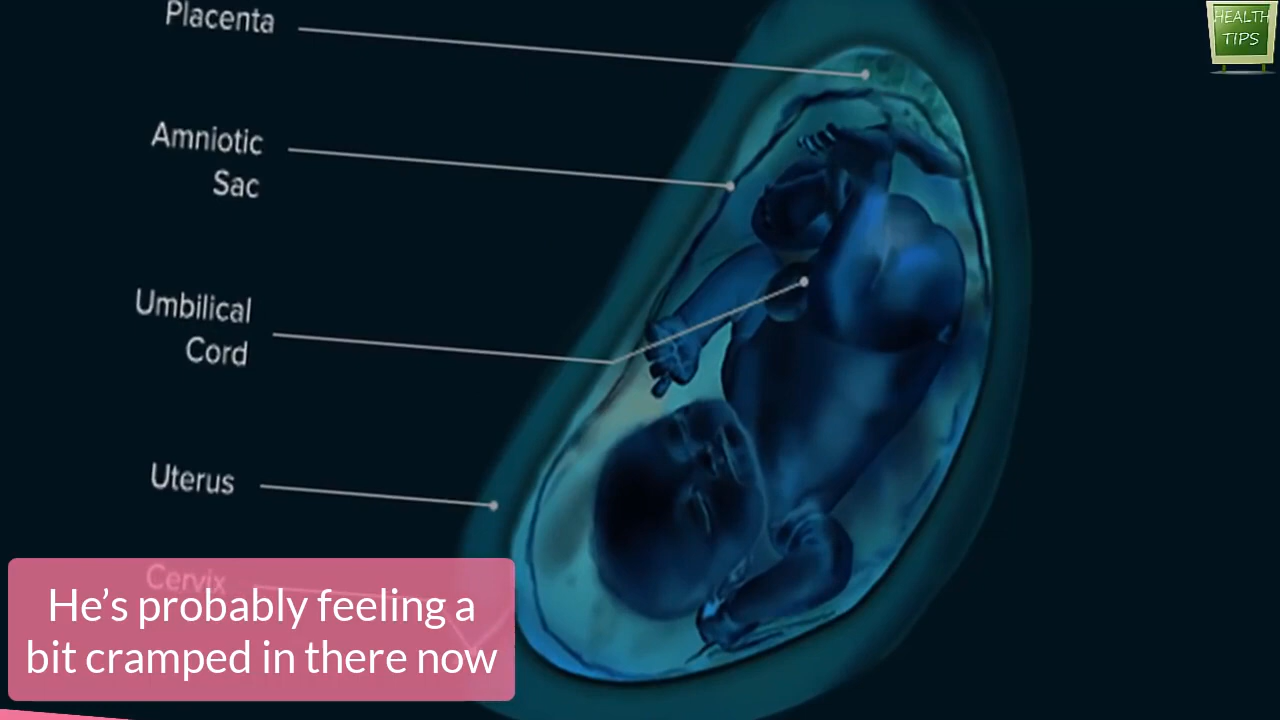 Placenta
HEALTH
TIPS
Amniotic
Sac
Umbilical
Cord
Uterus
Cervix
He’s probably feeling a
bit cramped in there now